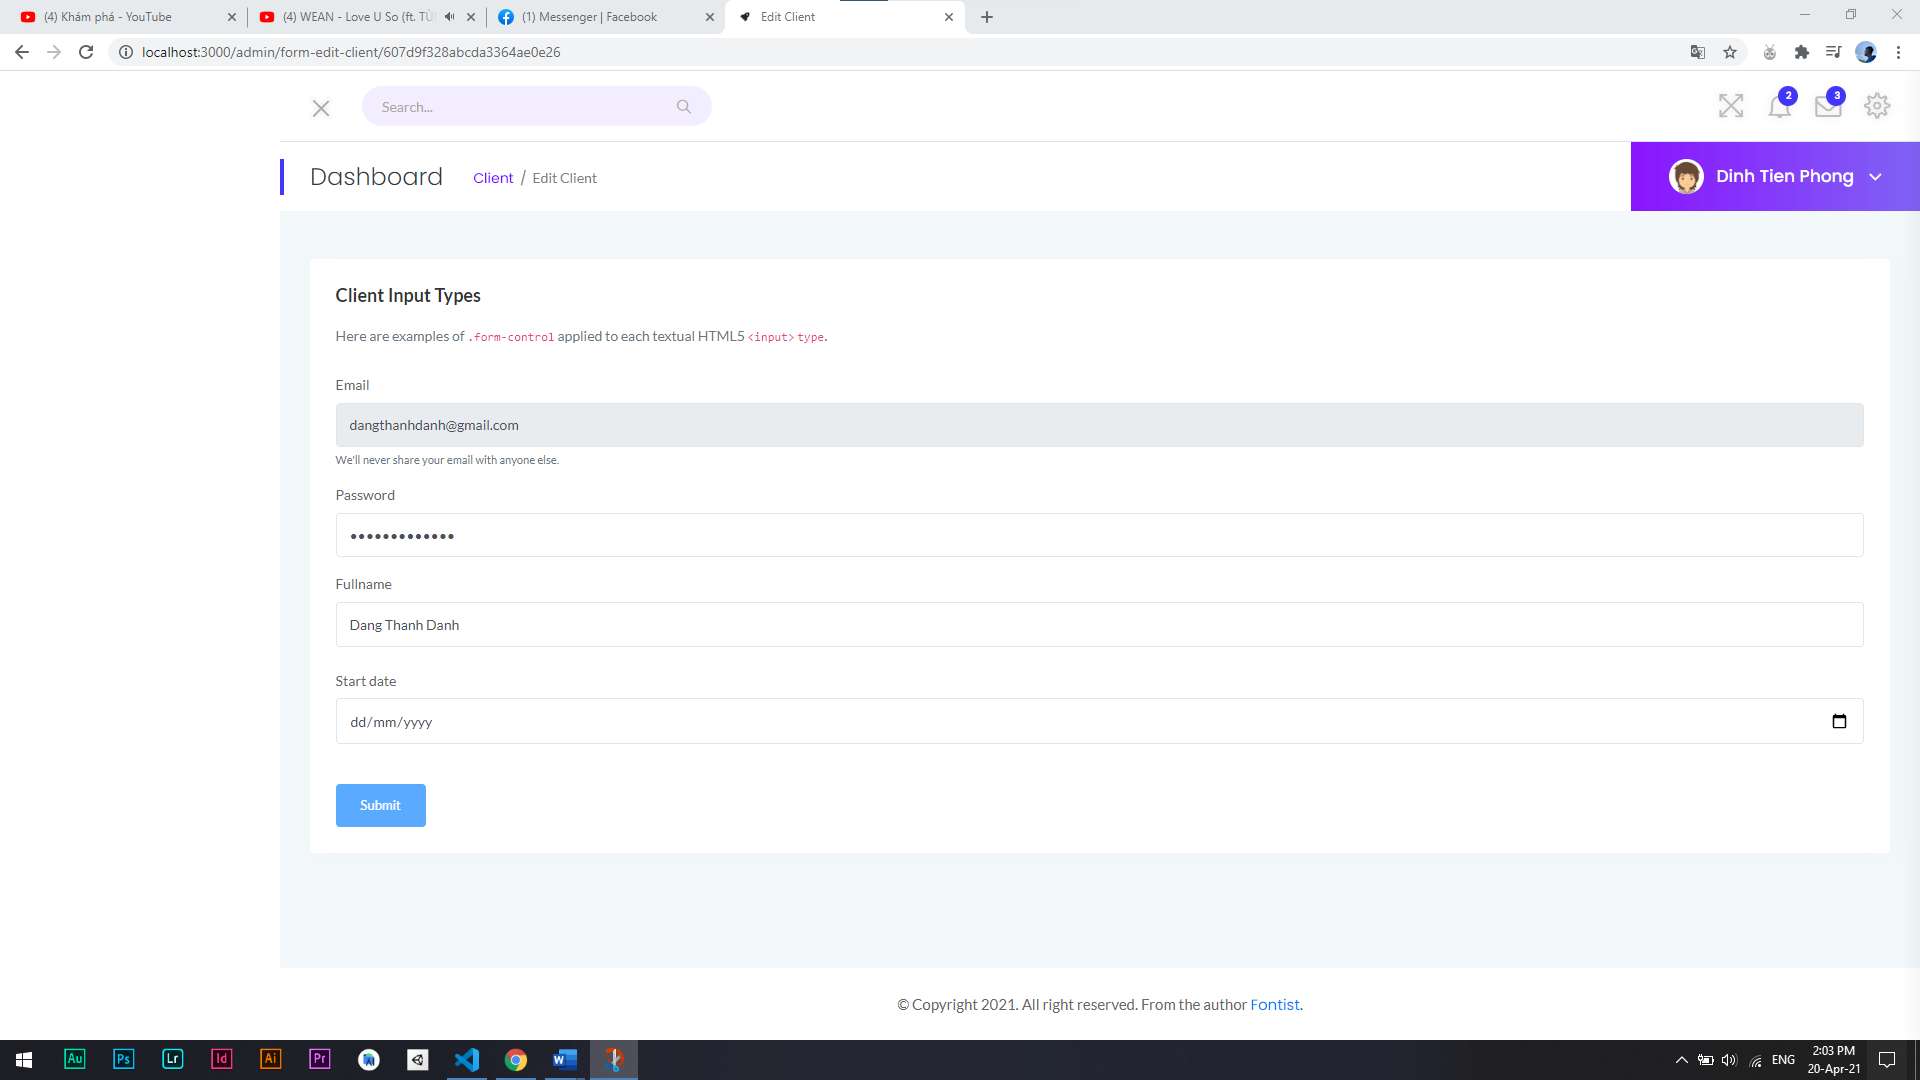 (4) Khám phá - YouTube
(4) WEAN - Love U So (ft. TÙ
(1) Messenger | Facebook
Edit Client
localhost:3000/admin/form-edit-client/607d9f328abcda3364ae0e26
Search...
2
3
Dashboard
Client / Edit Client
Dinh Tien Phong
Client Input Types
Here are examples of .form-control applied to each textual HTML5 <input> type.
Email
dangthanhdanh@gmail.com
We'll never share your email with anyone else.
Password
•••••••••••••
Fullname
Dang Thanh Danh
Start date
dd/mm/yyyy
Submit
© Copyright 2021. All right reserved. From the author Fontist.
Au
Ps
Lr
Id
Ai
Pr
ENG
2:03 PM
20-Apr-21